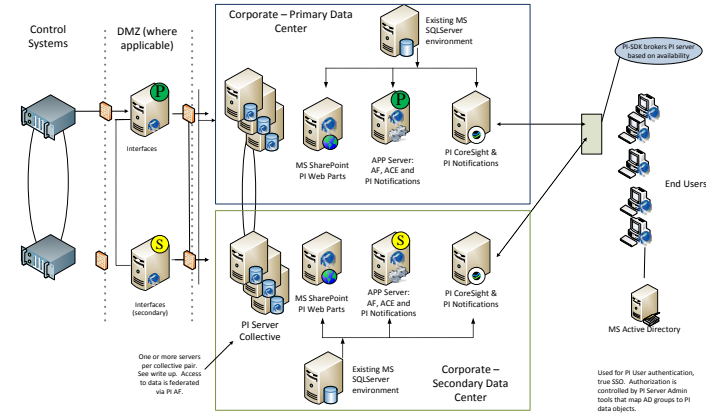 Control
Systems
DMZ (where
applicable)
Corporate – Primary Data
Center
Existing MS
SQLServer
environment
PI-SDK brokers PI server
based on availability
P
P
Interfaces
MS SharePoint
PI Web Parts
APP Server:
AF, ACE and
PI Notifications
PI CoreSight &
PI Notifications
End Users
S
S
Interfaces
(secondary)
PI Server
Collective
MS SharePoint
PI Web Parts
APP Server:
AF, ACE and
PI Notifications
PI CoreSight &
PI Notifications
MS Active Directory
One or more servers
per collective pair.
See write up. Access
to data is federated
via PI AF.
Existing MS
SQLServer
environment
Corporate –
Secondary Data
Center
Used for PI User authentication,
true SSO. Authorization is
controlled by PI Server Admin
tools that map AD groups to PI
data objects.